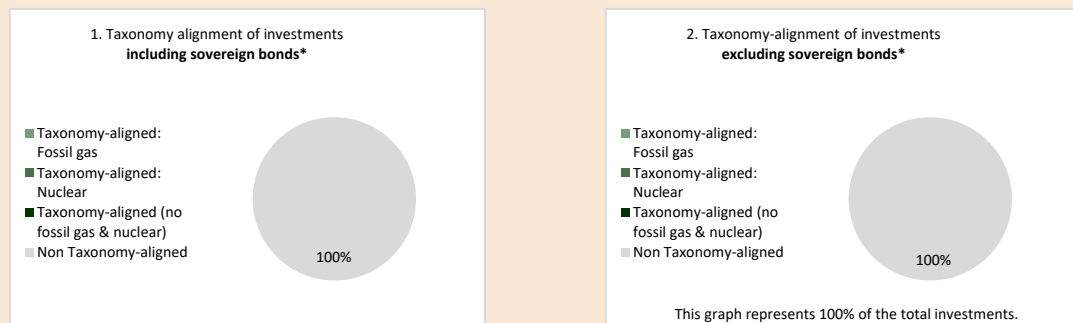 1. Taxonomy alignment of investments
including sovereign bonds*
Taxonomy-aligned:
Fossil gas
Taxonomy-aligned:
Nuclear
Taxonomy-aligned (no
fossil gas & nuclear)
Non Taxonomy-aligned
100%
2. Taxonomy-alignment of investments
excluding sovereign bonds*
Taxonomy-aligned:
Fossil gas
Taxonomy-aligned:
Nuclear
Taxonomy-aligned (no
fossil gas & nuclear)
Non Taxonomy-aligned
100%
This graph represents 100% of the total investments.